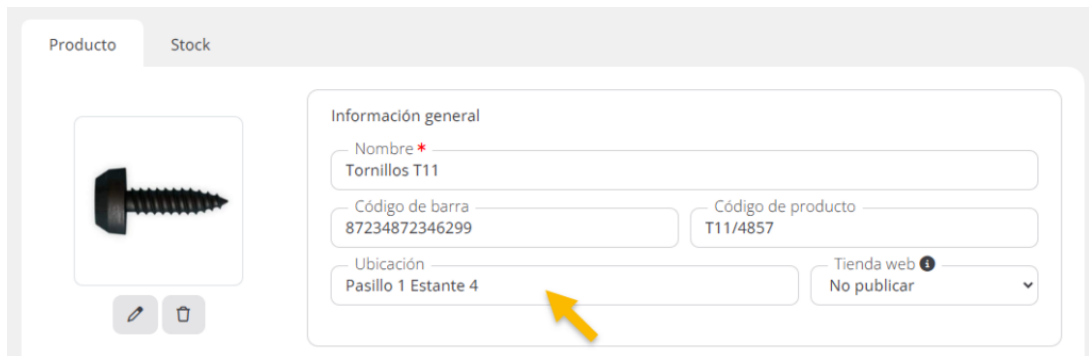 Producto Stock
Información general
Nombre *
Tornillos T11
Código de barra Código de producto
87234872346299 T11/4857
Ubicación Tienda web
Pasillo 1 Estante 4 No publicar